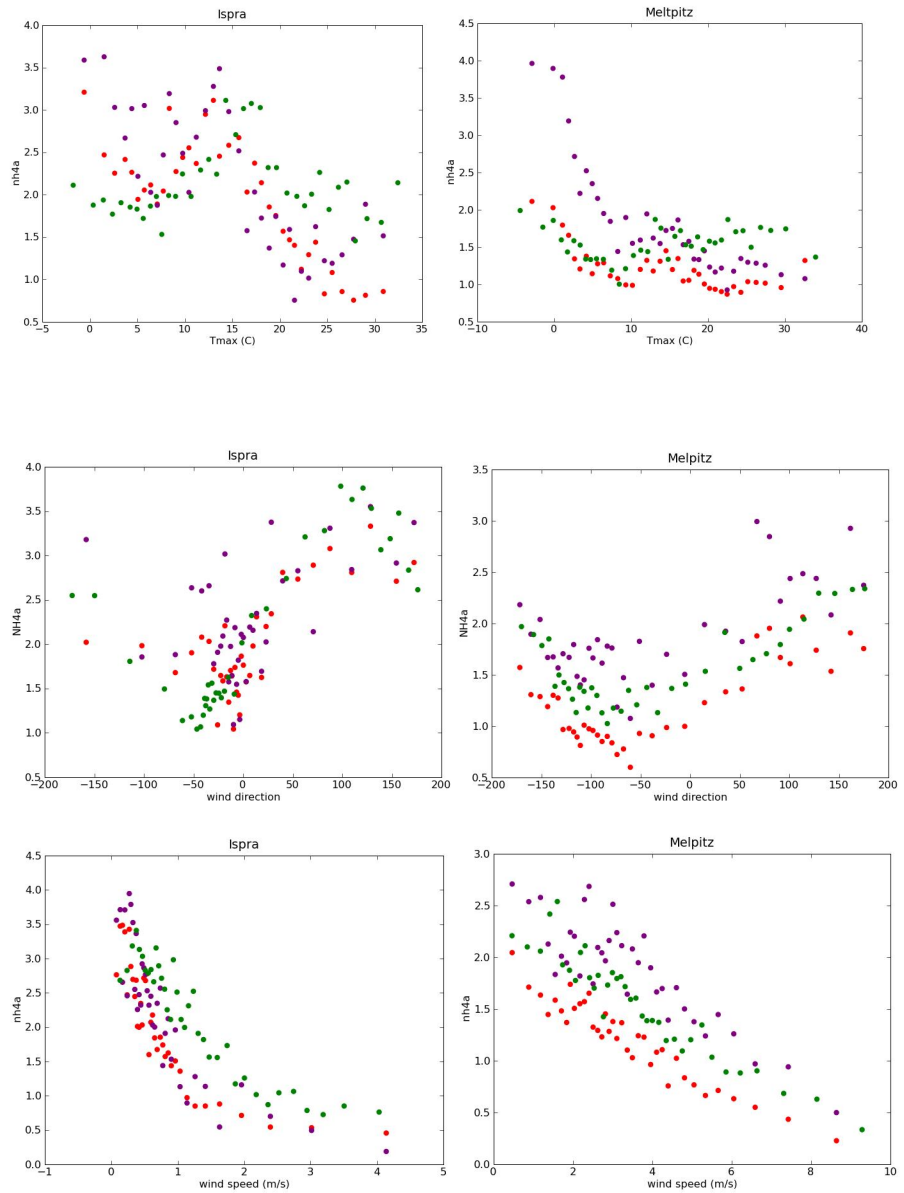 Ispra
4.0
3.5
3.0
2.5
2.0
1.5
1.0
0.5
nh4a
−5 0 5 10 15 20 25 30 35
Tmax (C)
Meltpitz
4.5
4.0
3.5
3.0
2.5
2.0
1.5
1.0
0.5
nh4a
−10 0 10 20 30 40
Tmax (C)
Ispra
4.0
3.5
3.0
2.5
2.0
1.5
1.0
0.5
NH4a
−200 −150 −100 −50 0 50 100 150 200
wind direction
Melpitz
3.5
3.0
2.5
2.0
1.5
1.0
0.5
NH4a
−200 −150 −100 −50 0 50 100 150 200
wind direction
Ispra
4.5
4.0
3.5
3.0
2.5
2.0
1.5
1.0
0.5
0.0
nh4a
−1 0 1 2 3 4 5
wind speed (m/s)
Melpitz
3.0
2.5
2.0
1.5
1.0
0.5
0.0
nh4a
0 2 4 6 8 10
wind speed (m/s)